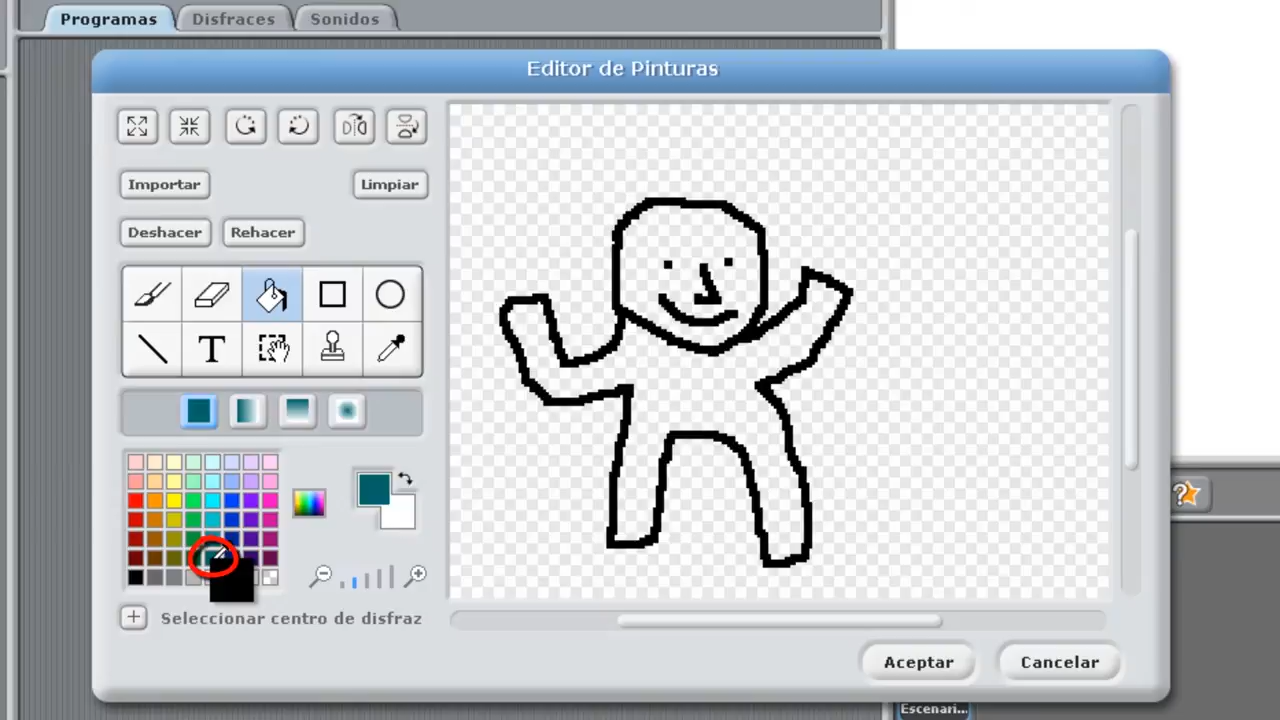 Programas Disfraces Sonidos
Editor de Pinturas
Importar Limpiar
Deshacer Rehacer
T
Seleccionar centro de disfraz
Aceptar Cancelar
Escenari...